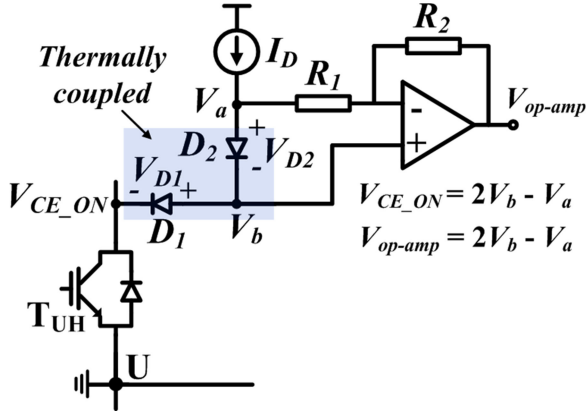 I_D
Thermally
coupled
R_1
R_2
V_a
-
+
V_op-amp
D_2
+
-
V_D2
V_D1
-
+
V_CE_ON
D_1
V_b
V_CE_ON = 2V_b - V_a
V_op-amp = 2V_b - V_a
T_UH
U